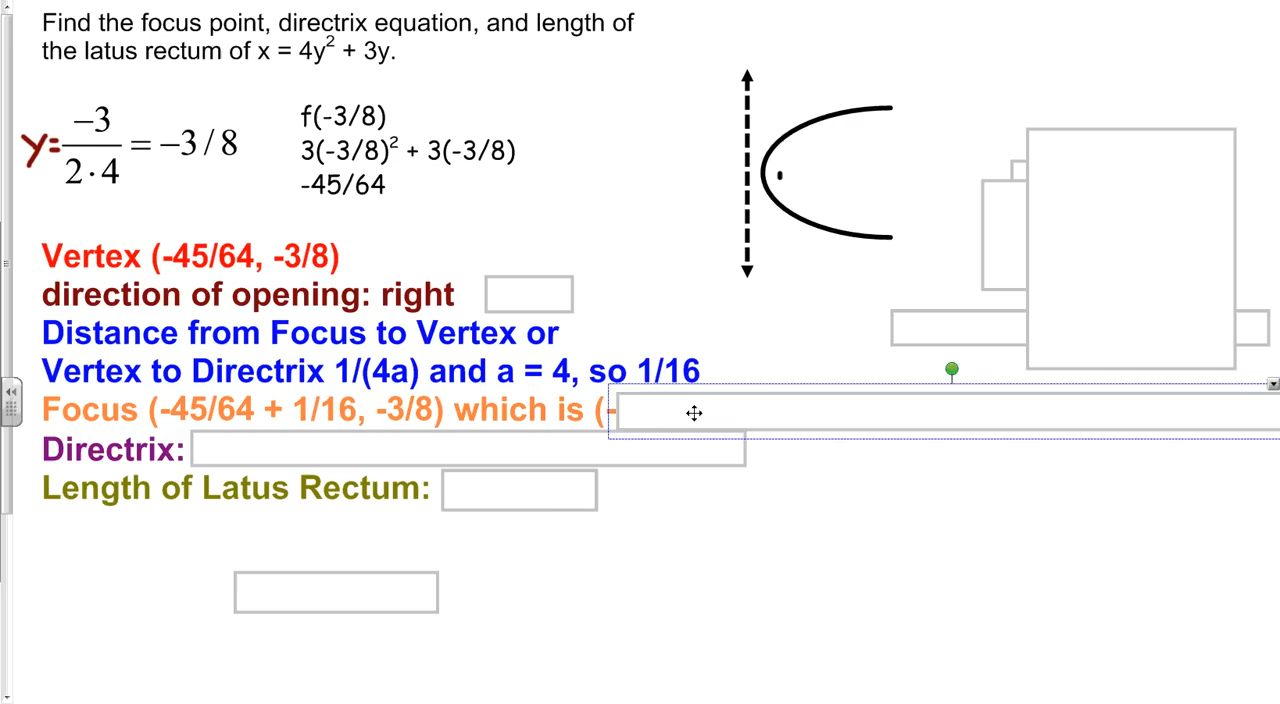 Find the focus point, directrix equation, and length of
the latus rectum of x = 4y² + 3y.
y= −3 / 2 · 4 = −3 / 8
f(-3/8)
3(-3/8)² + 3(-3/8)
-45/64
Vertex (-45/64, -3/8)
direction of opening: right
Distance from Focus to Vertex or
Vertex to Directrix 1/(4a) and a = 4, so 1/16
Focus (-45/64 + 1/16, -3/8) which is (-
Directrix:
Length of Latus Rectum: